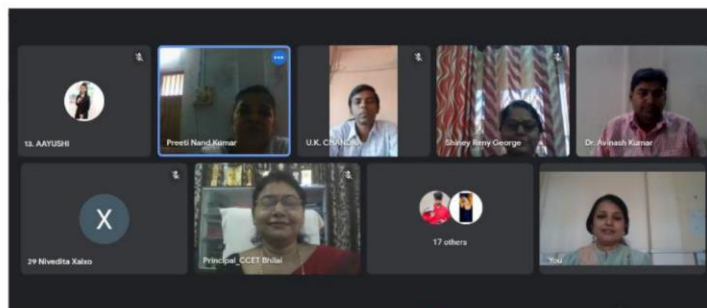 13. AAYUSHI
Preeti Nand Kumar
U.K. CHANDRA
Shiney Remy George
Dr. Avinash Kumar
X
29 Nivedita Xalxo
Principal_CCET Bhilai
17 others
You